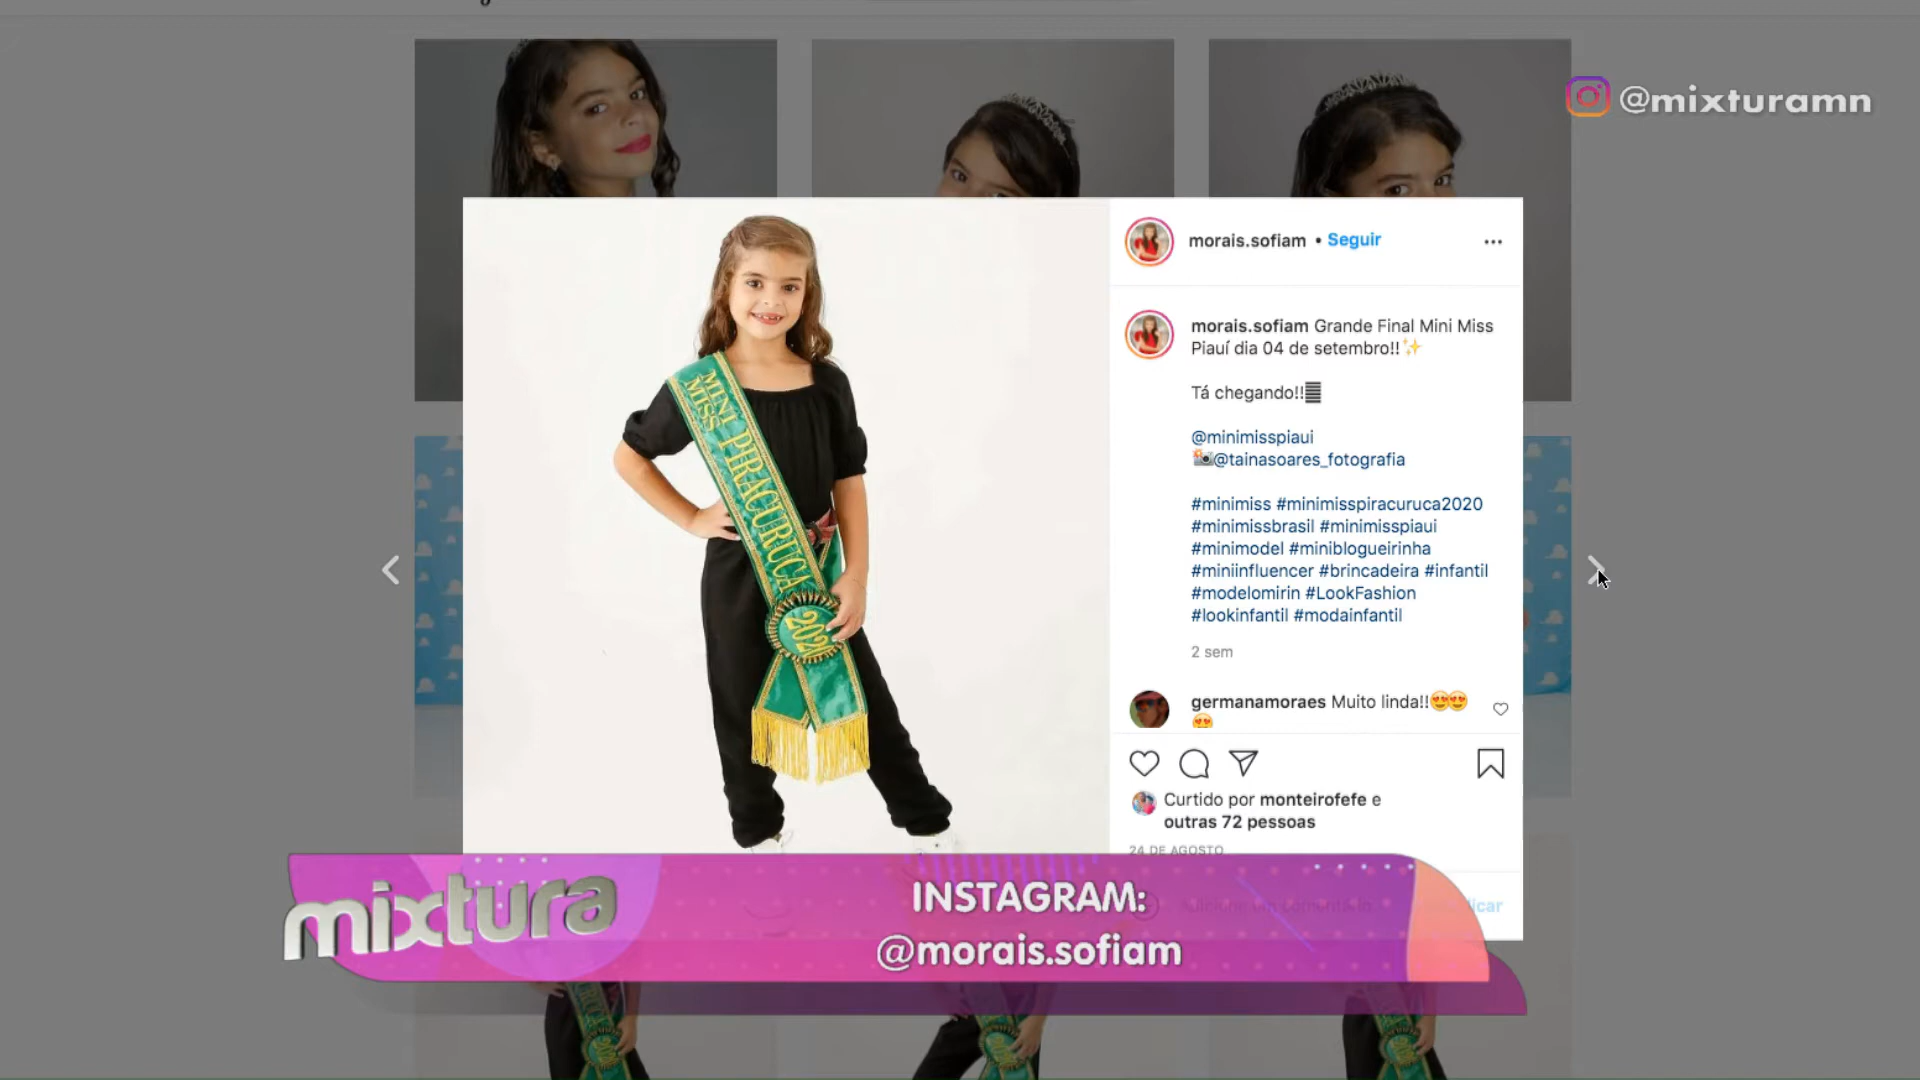 @mixturamn
morais.sofiam • Seguir
morais.sofiam Grande Final Mini Miss
Piauí dia 04 de setembro!!✨
Tá chegando!!
@minimisspiaui
📸@tainasoares_fotografia
#minimiss #minimisspiracuruca2020
#minimissbrasil #minimisspiaui
#minimodel #miniblogueirinha
#miniinfluencer #brincadeira #infantil
#modelomirin #LookFashion
#lookinfantil #modainfantil
2 sem
germanamoraes Muito linda!!😍😍
😍
Curtido por monteirofefe e
outras 72 pessoas
24 DE AGOSTO
MINI
MISS
PIRACURUCA
mixtura
INSTAGRAM:
@morais.sofiam